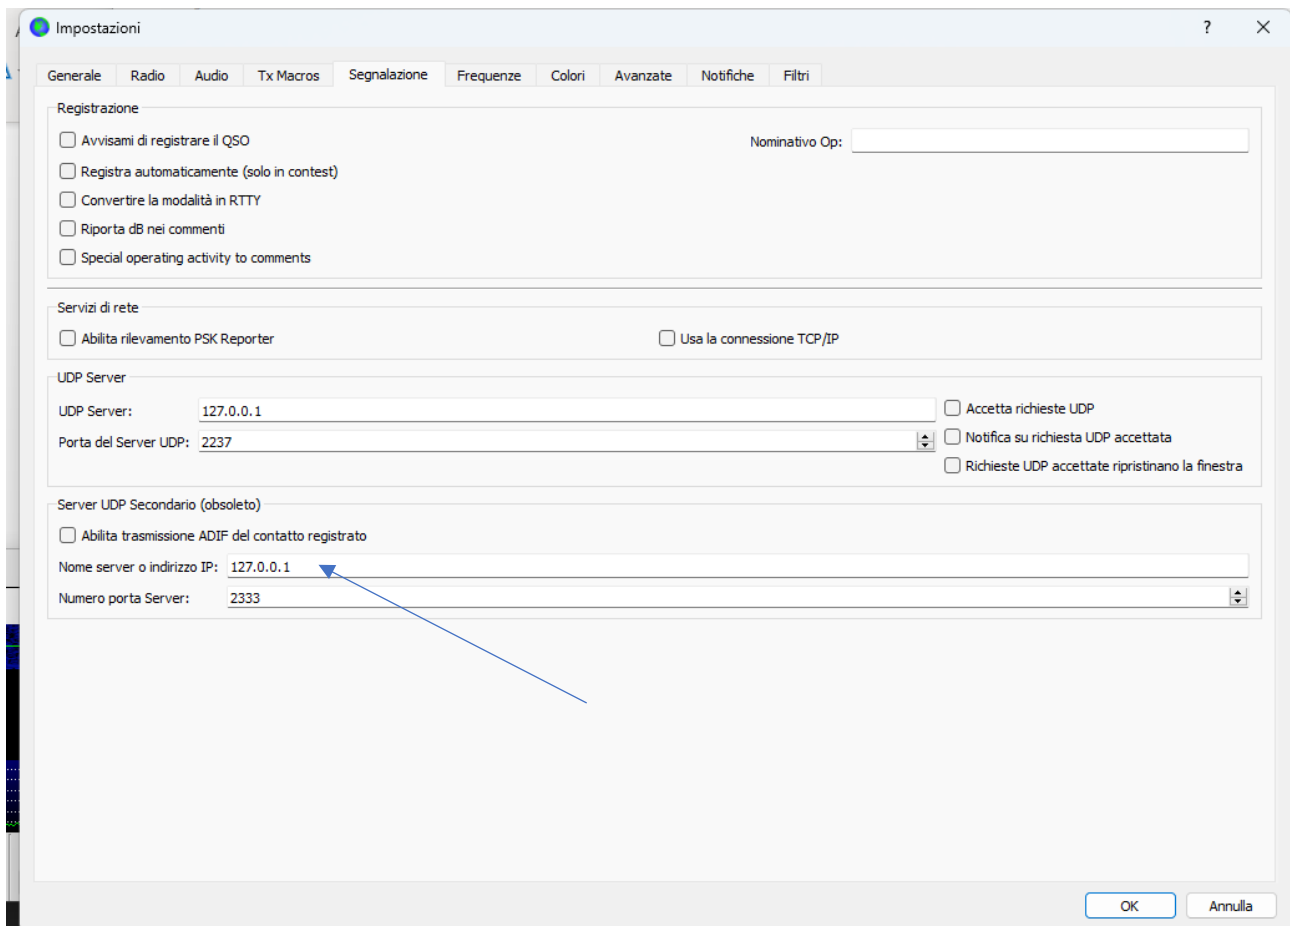 Impostazioni
?
Generale Radio Audio Tx Macros Segnalazione Frequenze Colori Avanzate Notifiche Filtri
Registrazione
Avvisami di registrare il QSO
Nominativo Op:
Registra automaticamente (solo in contest)
Convertire la modalità in RTTY
Riporta dB nei commenti
Special operating activity to comments
Servizi di rete
Abilita rilevamento PSK Reporter
Usa la connessione TCP/IP
UDP Server
UDP Server: 127.0.0.1
Accetta richieste UDP
Porta del Server UDP: 2237
Notifica su richiesta UDP accettata
Richieste UDP accettate ripristinano la finestra
Server UDP Secondario (obsoleto)
Abilita trasmissione ADIF del contatto registrato
Nome server o indirizzo IP: 127.0.0.1
Numero porta Server: 2333
OK Annulla